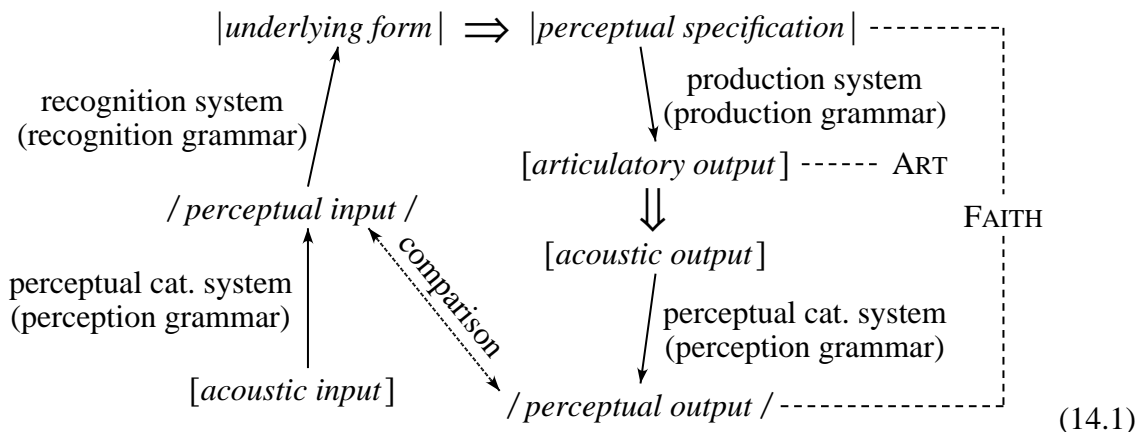 |underlying form| ⇒ |perceptual specification|
recognition system
(recognition grammar)
production system
(production grammar)
[articulatory output]
ART
/ perceptual input /
FAITH
comparison
[acoustic output]
perceptual cat. system
(perception grammar)
perceptual cat. system
(perception grammar)
[acoustic input]
/ perceptual output /
(14.1)